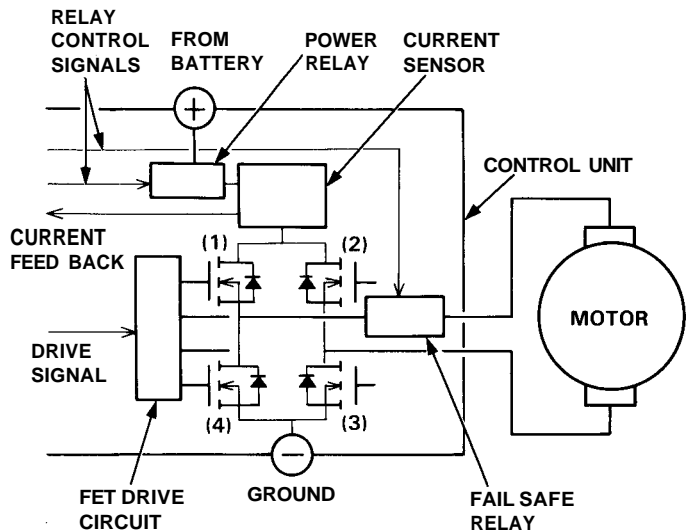 RELAY
CONTROL
SIGNALS
FROM
BATTERY
POWER
RELAY
CURRENT
SENSOR
+
CONTROL UNIT
CURRENT
FEED BACK
(1)
(2)
MOTOR
DRIVE
SIGNAL
(4)
(3)
−
FET DRIVE
CIRCUIT
GROUND
FAIL SAFE
RELAY